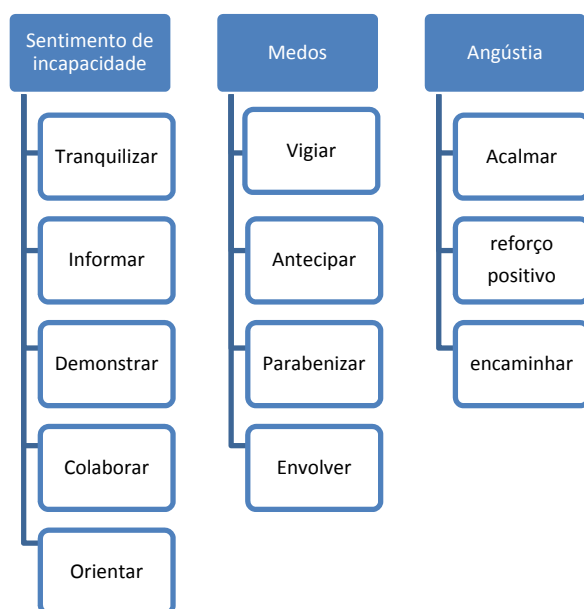 Sentimento de
incapacidade
Tranquilizar
Informar
Demonstrar
Colaborar
Orientar
Medos
Vigiar
Antecipar
Parabenizar
Envolver
Angústia
Acalmar
reforço
positivo
encaminhar